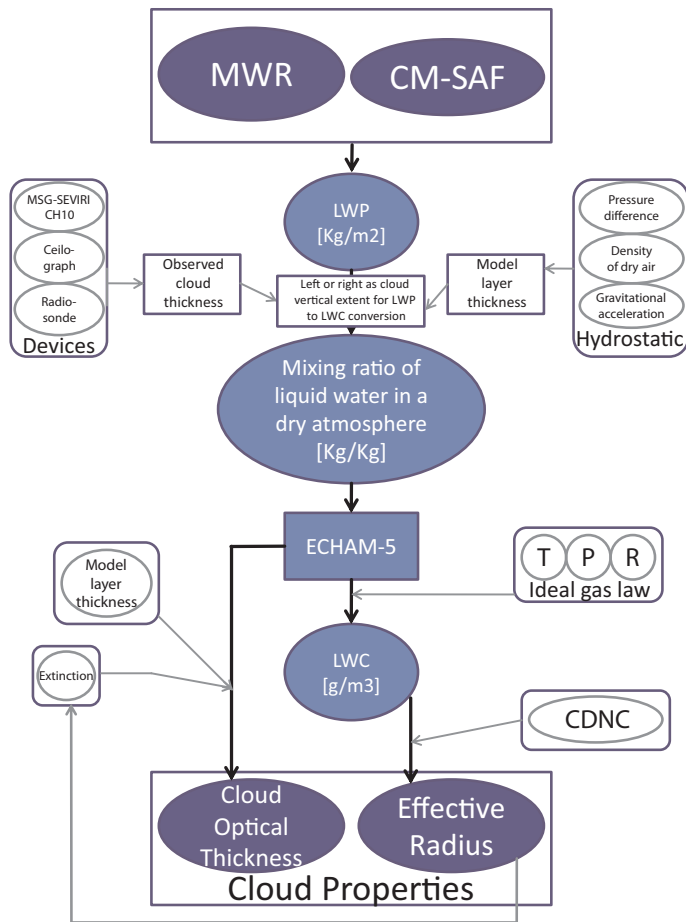 MWR
CM-SAF
LWP
[Kg/m2]
MSG-SEVIRI
CH10
Ceilo-
graph
Radio-
sonde
Devices
Observed
cloud
thickness
Left or right as cloud
vertical extent for LWP
to LWC conversion
Model
layer
thickness
Pressure
difference
Density
of dry air
Gravitational
acceleration
Hydrostatic
Mixing ratio of
liquid water in a
dry atmosphere
[Kg/Kg]
ECHAM-5
Model
layer
thickness
T P R
Ideal gas law
Extinction
LWC
[g/m3]
CDNC
Cloud
Optical
Thickness
Effective
Radius
Cloud Properties